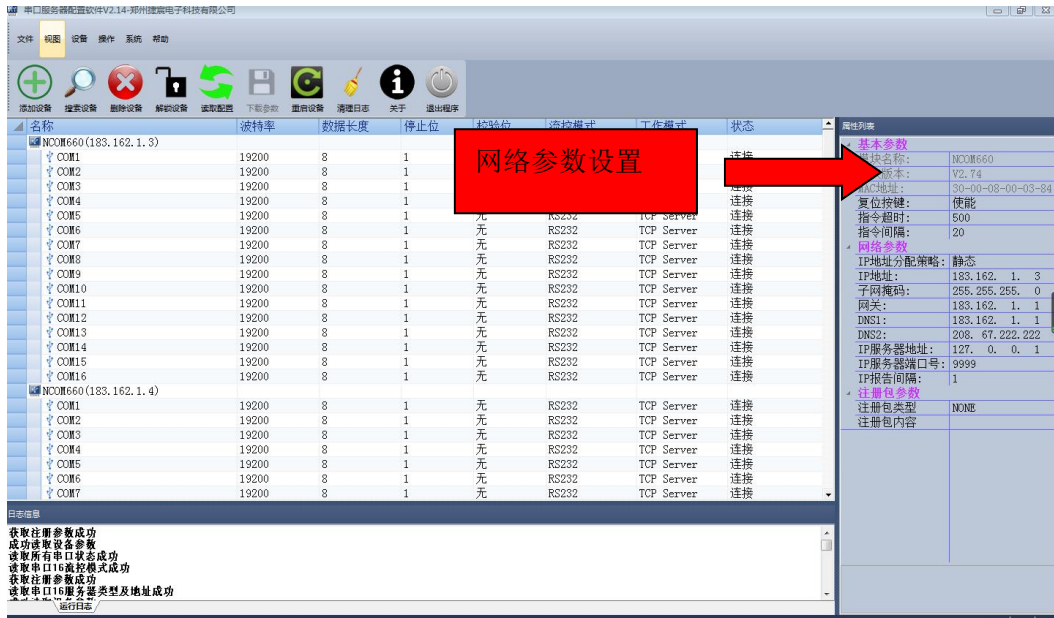 串口服务器配置软件V2.14-郑州捷宸电子科技有限公司
文件 视图 设备 操作 系统 帮助
添加设备 搜索设备 删除设备 解锁设备 读取配置 下载参数 重启设备 清理日志 关于 退出程序
名称 波特率 数据长度 停止位 校验位 流控模式 工作模式 状态
NCOM660(183.162.1.3)
COM1 19200 8 1 连接
COM2 19200 8 1
COM3 19200 8 1 连接
COM4 19200 8 1 连接
COM5 19200 8 1 无 RS232 TCP Server 连接
COM6 19200 8 1 无 RS232 TCP Server 连接
COM7 19200 8 1 无 RS232 TCP Server 连接
COM8 19200 8 1 无 RS232 TCP Server 连接
COM9 19200 8 1 无 RS232 TCP Server 连接
COM10 19200 8 1 无 RS232 TCP Server 连接
COM11 19200 8 1 无 RS232 TCP Server 连接
COM12 19200 8 1 无 RS232 TCP Server 连接
COM13 19200 8 1 无 RS232 TCP Server 连接
COM14 19200 8 1 无 RS232 TCP Server 连接
COM15 19200 8 1 无 RS232 TCP Server 连接
COM16 19200 8 1 无 RS232 TCP Server 连接
NCOM660(183.162.1.4)
COM1 19200 8 1 无 RS232 TCP Server 连接
COM2 19200 8 1 无 RS232 TCP Server 连接
COM3 19200 8 1 无 RS232 TCP Server 连接
COM4 19200 8 1 无 RS232 TCP Server 连接
COM5 19200 8 1 无 RS232 TCP Server 连接
COM6 19200 8 1 无 RS232 TCP Server 连接
COM7 19200 8 1 无 RS232 TCP Server 连接
网络参数设置
属性列表
基本参数
块名称: NCOM660
版本: V2.74
MAC地址: 30-00-08-00-03-84
复位按键: 使能
指令超时: 500
指令间隔: 20
网络参数
IP地址分配策略: 静态
IP地址: 183.162. 1. 3
子网掩码: 255.255.255. 0
网关: 183.162. 1. 1
DNS1: 183.162. 1. 1
DNS2: 208. 67.222.222
IP服务器地址: 127. 0. 0. 1
IP服务器端口号: 9999
IP报告间隔: 1
注册包参数
注册包类型 NONE
注册包内容
日志信息
获取注册参数成功
成功读取设备参数
读取所有串口状态成功
读取串口16流控模式成功
获取注册参数成功
读取串口16服务器类型及地址成功
运行日志